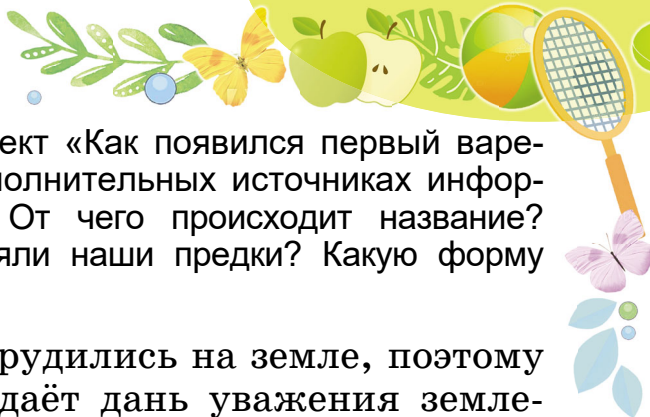 ект «Как появился первый варе-
полнительных источниках инфор-
От чего происходит название?
яли наши предки? Какую форму
рудились на земле, поэтому
даёт дань уважения земле-